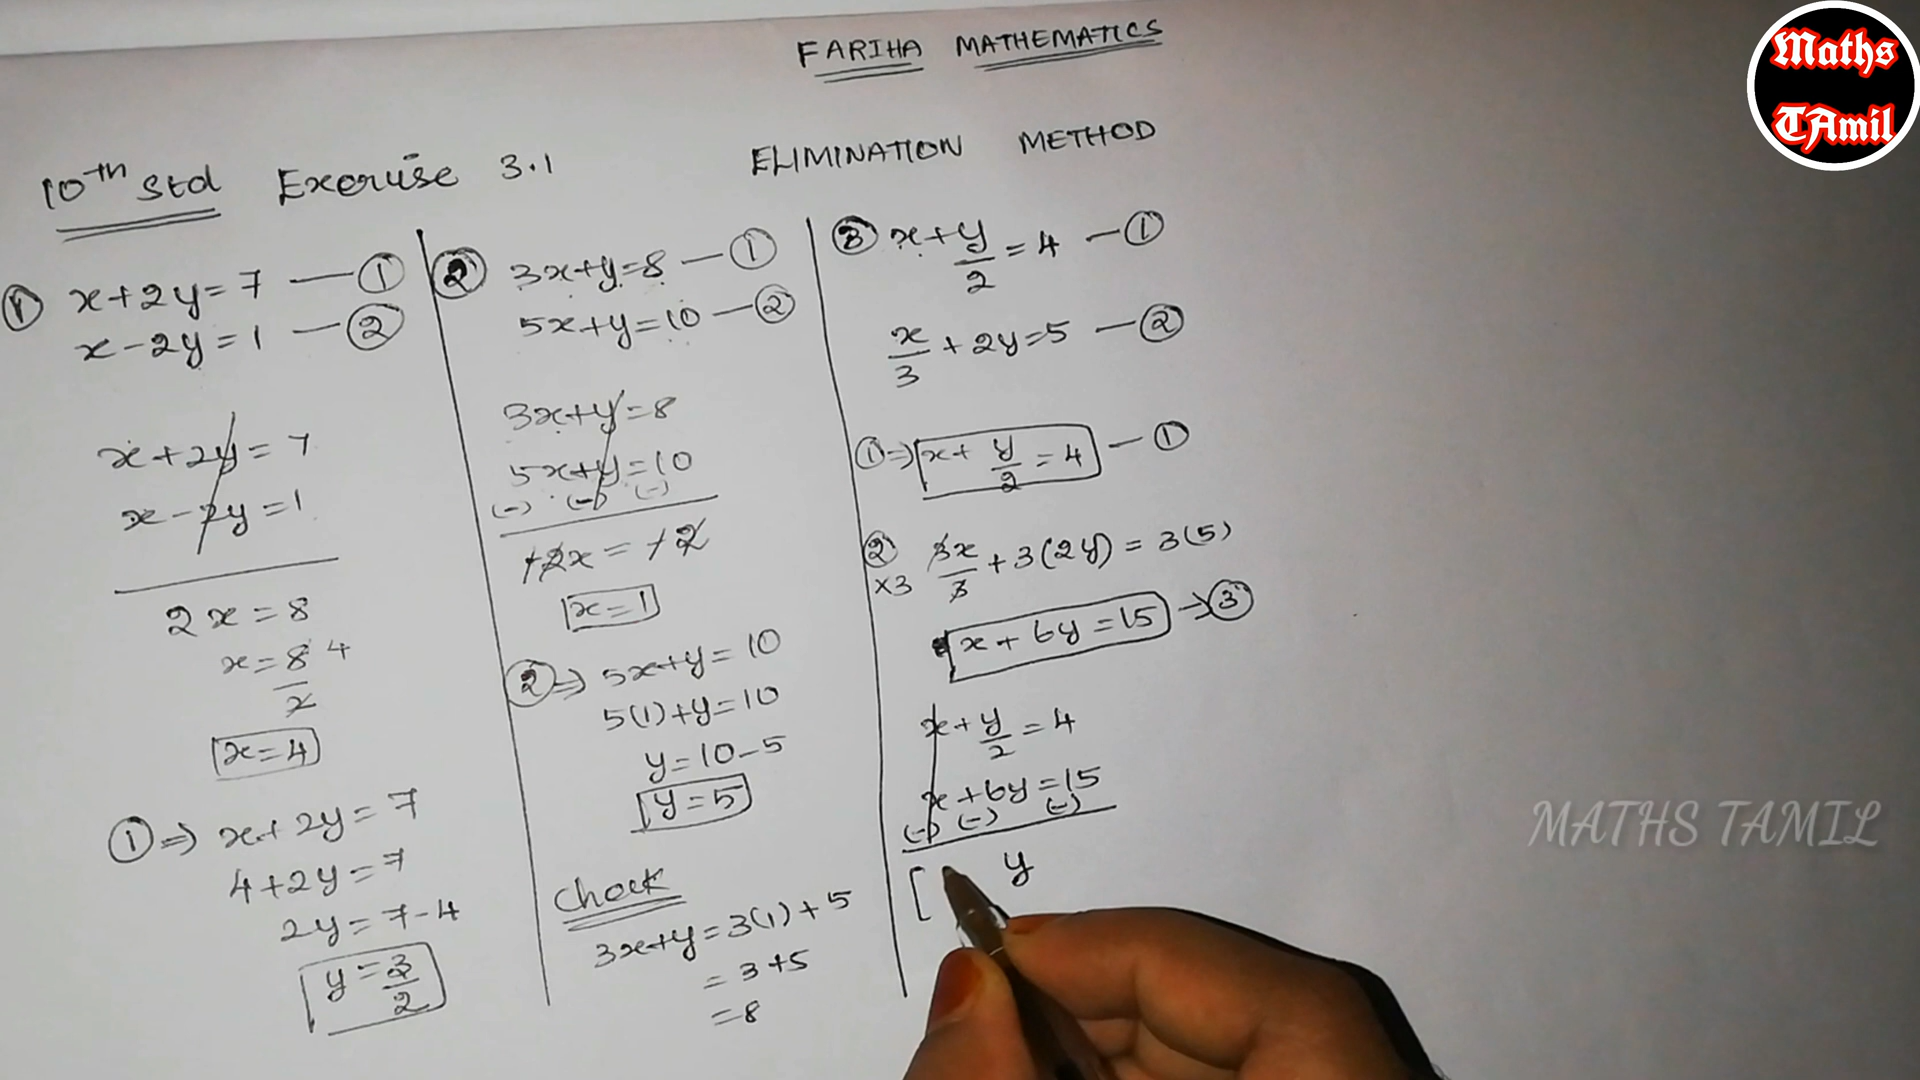 FARIHA MATHEMATICS
Maths
TAmil
10th Std Exercise 3.1
ELIMINATION METHOD
① x+2y=7 — ①
x-2y=1 — ②
x+2y=7
x-2y=1
2x=8
x=8/2 4
x=4
①⇒ x+2y=7
4+2y=7
2y=7-4
y=3/2
② 3x+y=8 — ①
5x+y=10 — ②
3x+y=8
5x+y=10
(-) (-) (-)
+2x=+2
x=1
②⇒ 5x+y=10
5(1)+y=10
y=10-5
y=5
Check
3x+y=3(1)+5
=3+5
=8
③ x+y/2=4 — ①
x/3+2y=5 — ②
①⇒ x+y/2=4 — ①
② ×3 3x/3+3(2y)=3(5)
x+6y=15 → ③
x+y/2=4
x+6y=15
(-) (-) (-)
[ y
MATHS TAMIL